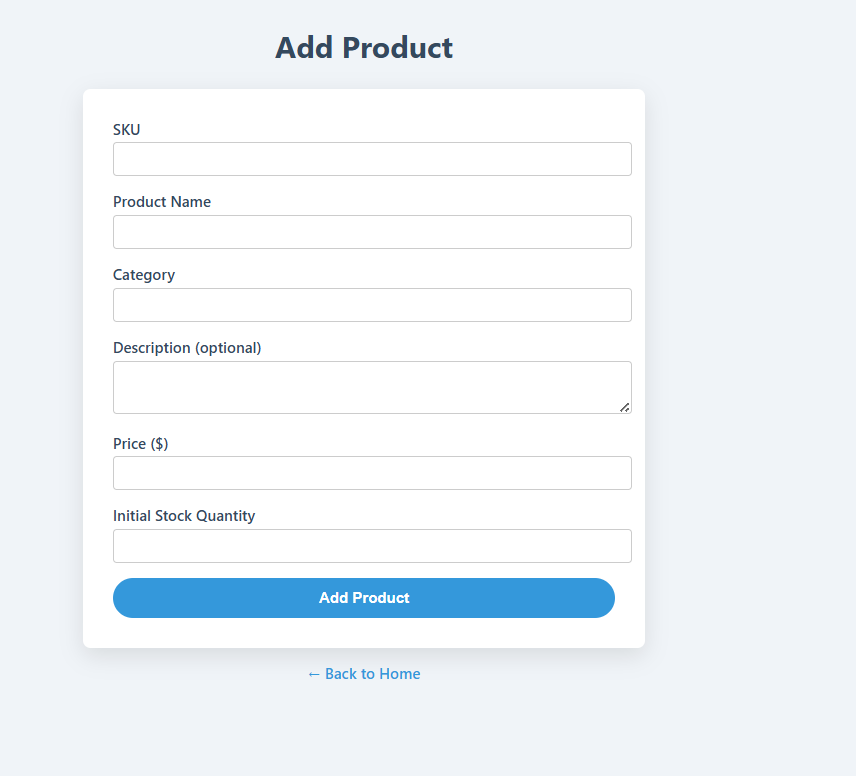 Add Product
SKU
Product Name
Category
Description (optional)
Price ($)
Initial Stock Quantity
Add Product
← Back to Home